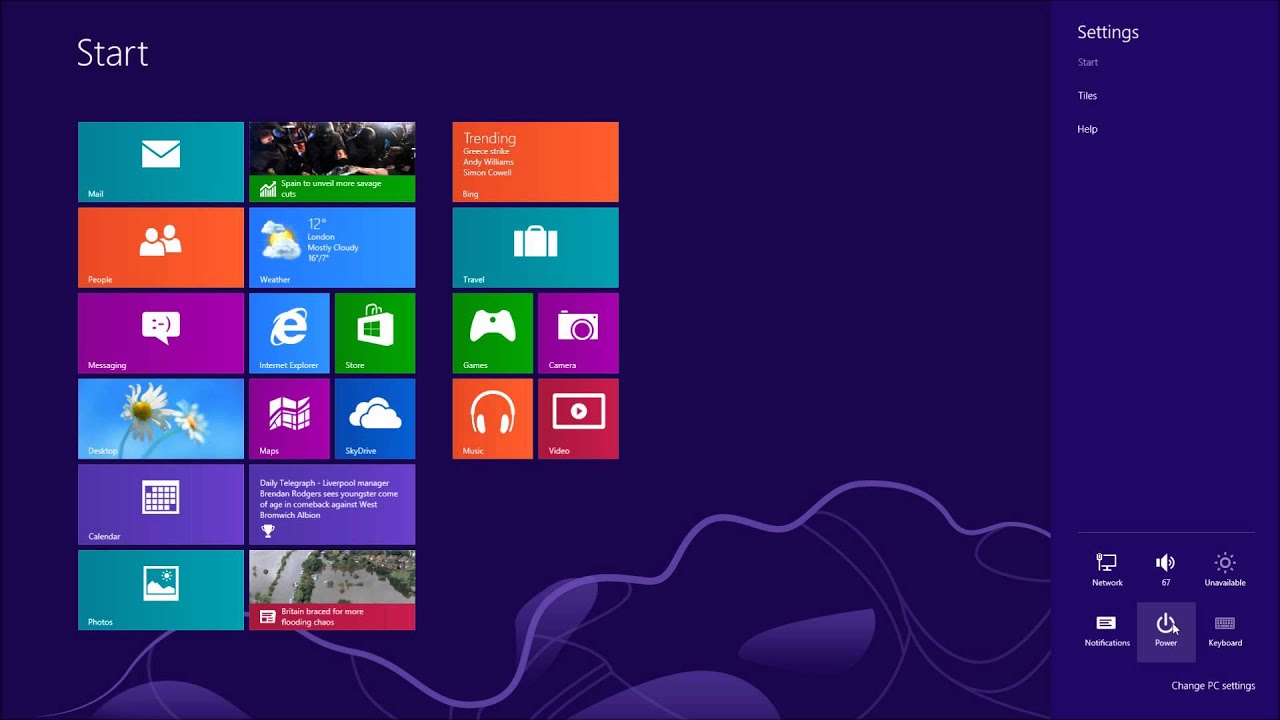 Start
Mail
Spain to unveil more savage
cuts
People
12°
London
Mostly Cloudy
16°/7°
Weather
Messaging
:-)
Internet Explorer
Store
Desktop
Maps
SkyDrive
Calendar
Daily Telegraph - Liverpool manager
Brendan Rodgers sees youngster come
of age in comeback against West
Bromwich Albion
Photos
Britain braced for more
flooding chaos
Trending
Greece strike
Andy Williams
Simon Cowell
Bing
Travel
Games
Camera
Music
Video
Settings
Start
Tiles
Help
Network
67
Unavailable
Notifications
Power
Keyboard
Change PC settings